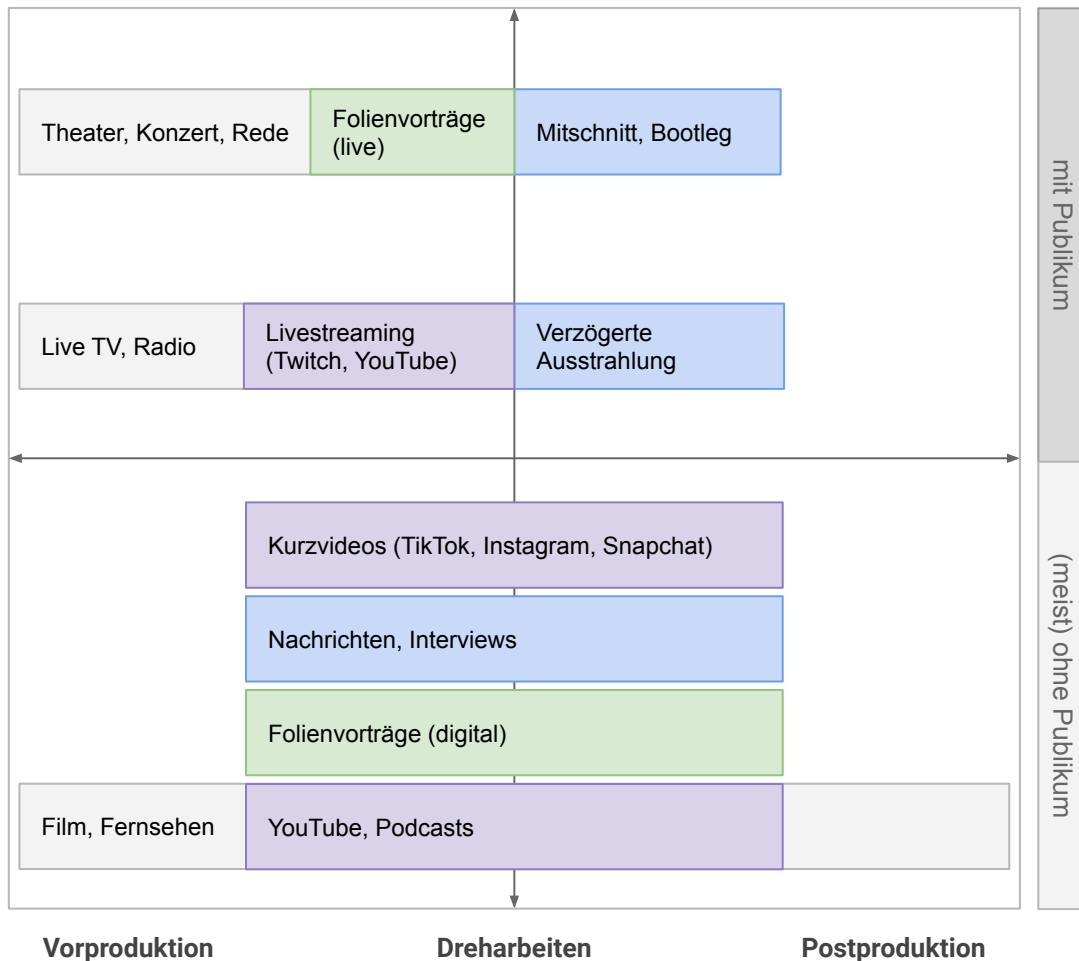 Theater, Konzert, Rede
Folienvorträge
(live)
Mitschnitt, Bootleg
mit Publikum
Live TV, Radio
Livestreaming
(Twitch, YouTube)
Verzögerte
Ausstrahlung
Kurzvideos (TikTok, Instagram, Snapchat)
Nachrichten, Interviews
Folienvorträge (digital)
(meist) ohne Publikum
Film, Fernsehen
YouTube, Podcasts
Vorproduktion
Dreharbeiten
Postproduktion